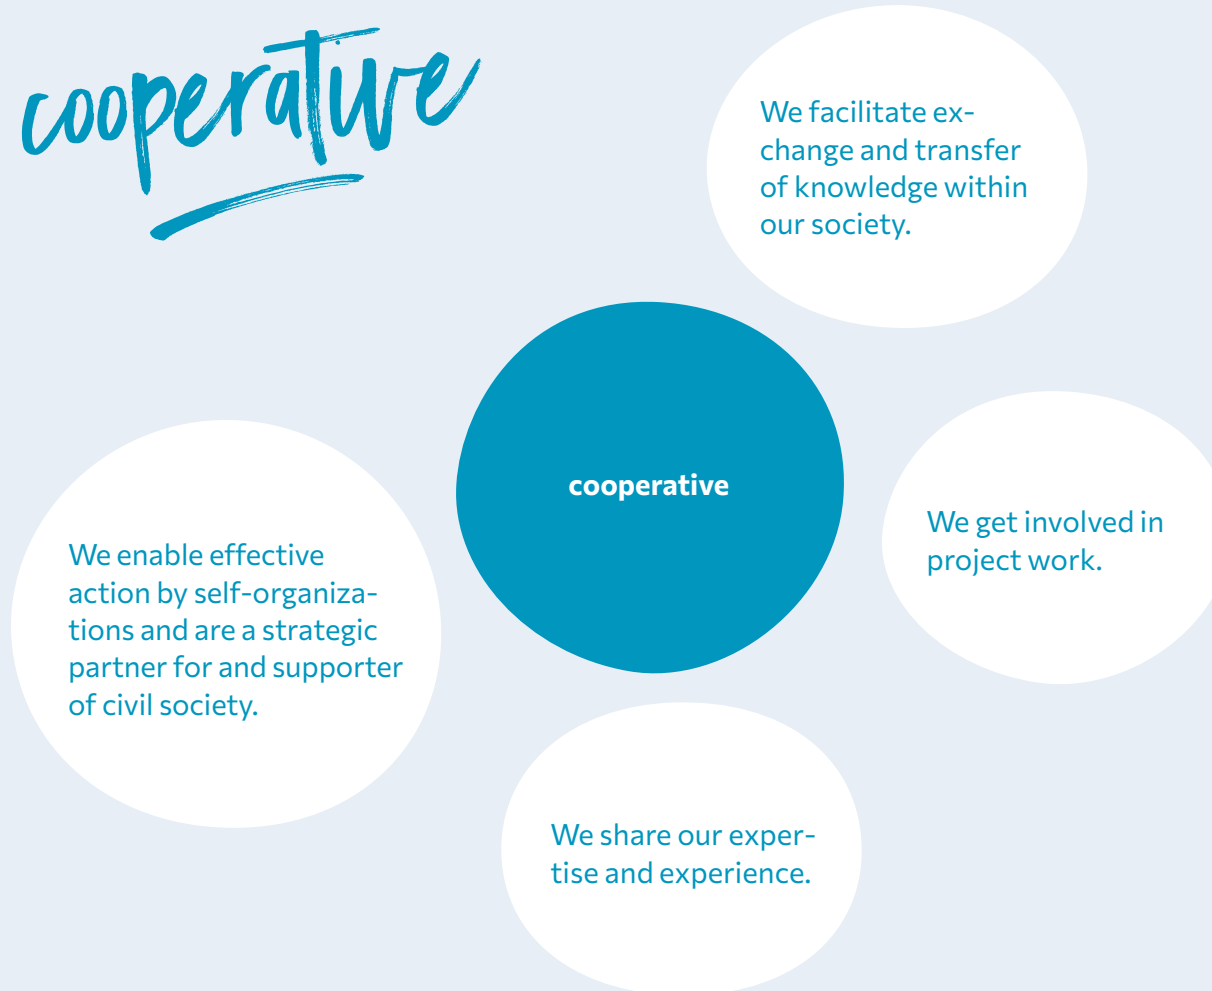 cooperative
We facilitate ex-
change and transfer
of knowledge within
our society.
cooperative
We get involved in
project work.
We enable effective
action by self-organiza-
tions and are a strategic
partner for and supporter
of civil society.
We share our exper-
tise and experience.